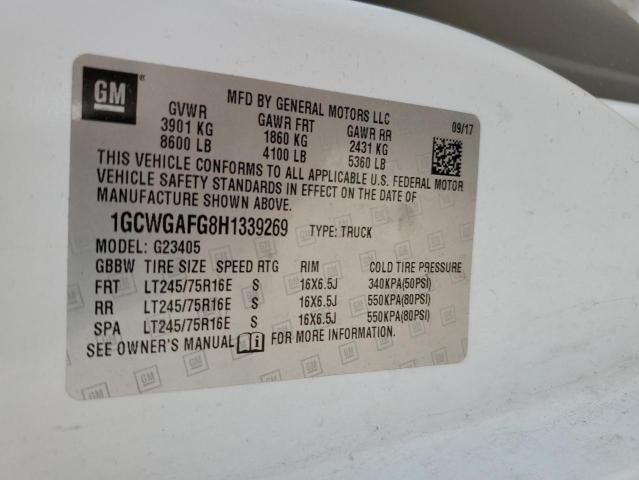 GM
®
MFD BY GENERAL MOTORS LLC 09/17
GVWR GAWR FRT GAWR RR
3901 KG 1860 KG 2431 KG
8600 LB 4100 LB 5360 LB
THIS VEHICLE CONFORMS TO ALL APPLICABLE U.S. FEDERAL MOTOR
VEHICLE SAFETY STANDARDS IN EFFECT ON THE DATE OF
MANUFACTURE SHOWN ABOVE.
1GCWGAFG8H1339269 TYPE: TRUCK
MODEL: G23405
GBBW TIRE SIZE SPEED RTG RIM COLD TIRE PRESSURE
FRT LT245/75R16E S 16X6.5J 340KPA(50PSI)
RR LT245/75R16E S 16X6.5J 550KPA(80PSI)
SPA LT245/75R16E S 16X6.5J 550KPA(80PSI)
SEE OWNER'S MANUAL i FOR MORE INFORMATION.